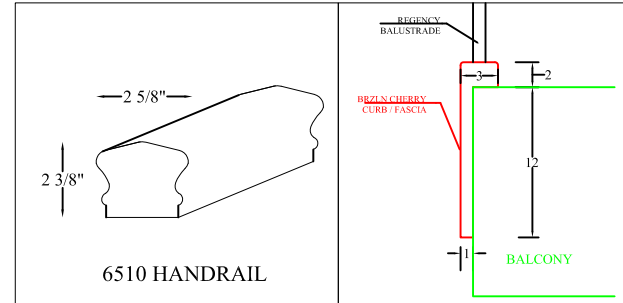 2 5/8"
2 3/8"
6510 HANDRAIL
REGENCY
BALUSTRADE
3
2
BRZLN CHERRY
CURB / FASCIA
12
1
BALCONY